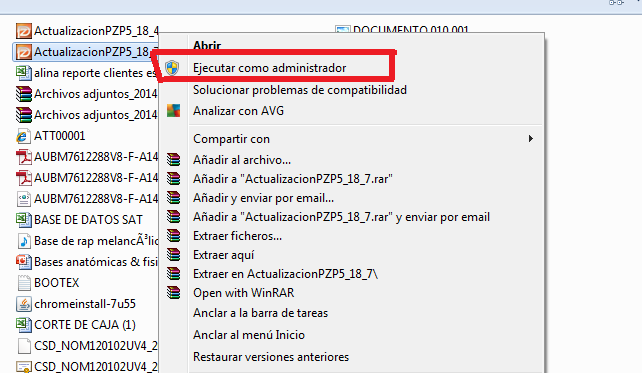 ActualizacionPZP5_18_4
DOCUMENTO 010 001
ActualizacionPZP5_18_7
Abrir
Ejecutar como administrador
alina reporte clientes es
Solucionar problemas de compatibilidad
Archivos adjuntos_2014
Analizar con AVG
Archivos adjuntos_2014
ATT00001
Compartir con
AUBM7612288V8-F-A14
Añadir al archivo...
AUBM7612288V8-F-A14
Añadir a "ActualizacionPZP5_18_7.rar"
AUBM7612288V8-F-A14
Añadir y enviar por email...
BASE DE DATOS SAT
Añadir a "ActualizacionPZP5_18_7.rar" y enviar por email
Base de rap melancÃ³lic
Extraer ficheros...
Bases anatómicas & fisi
Extraer aquí
BOOTEX
Extraer en ActualizacionPZP5_18_7\
chromeinstall-7u55
Open with WinRAR
CORTE DE CAJA (1)
Anclar a la barra de tareas
CSD_NOM120102UV4_2
Anclar al menú Inicio
CSD_NOM120102UV4_2
Restaurar versiones anteriores